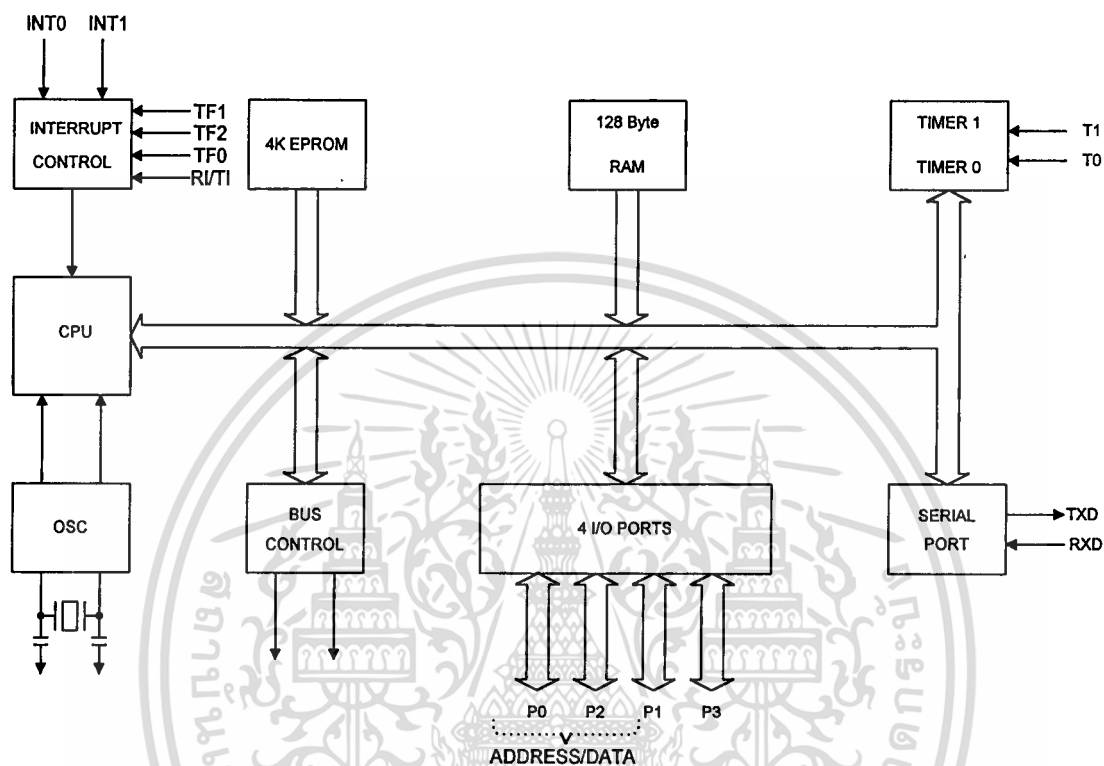 INT0 INT1
INTERRUPT
CONTROL
TF1
TF2
TF0
RI/TI
4K EPROM
128 Byte
RAM
TIMER 1
TIMER 0
T1
T0
CPU
OSC
BUS
CONTROL
4 I/O PORTS
SERIAL
PORT
TXD
RXD
P0 P2 P1 P3
ADDRESS/DATA